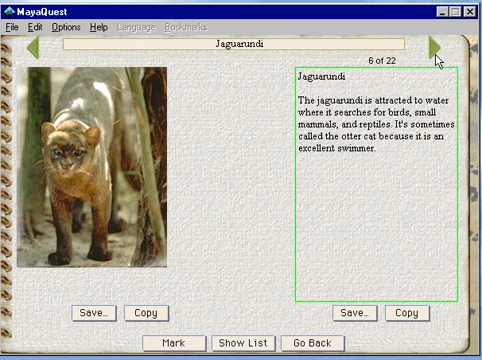 MayaQuest
File Edit Options Help Language Bookmarks
Jaguarundi
6 of 22
Jaguarundi
The jaguarundi is attracted to water
where it searches for birds, small
mammals, and reptiles. It's sometimes
called the otter cat because it is an
excellent swimmer.
Save... Copy
Save... Copy
Mark Show List Go Back